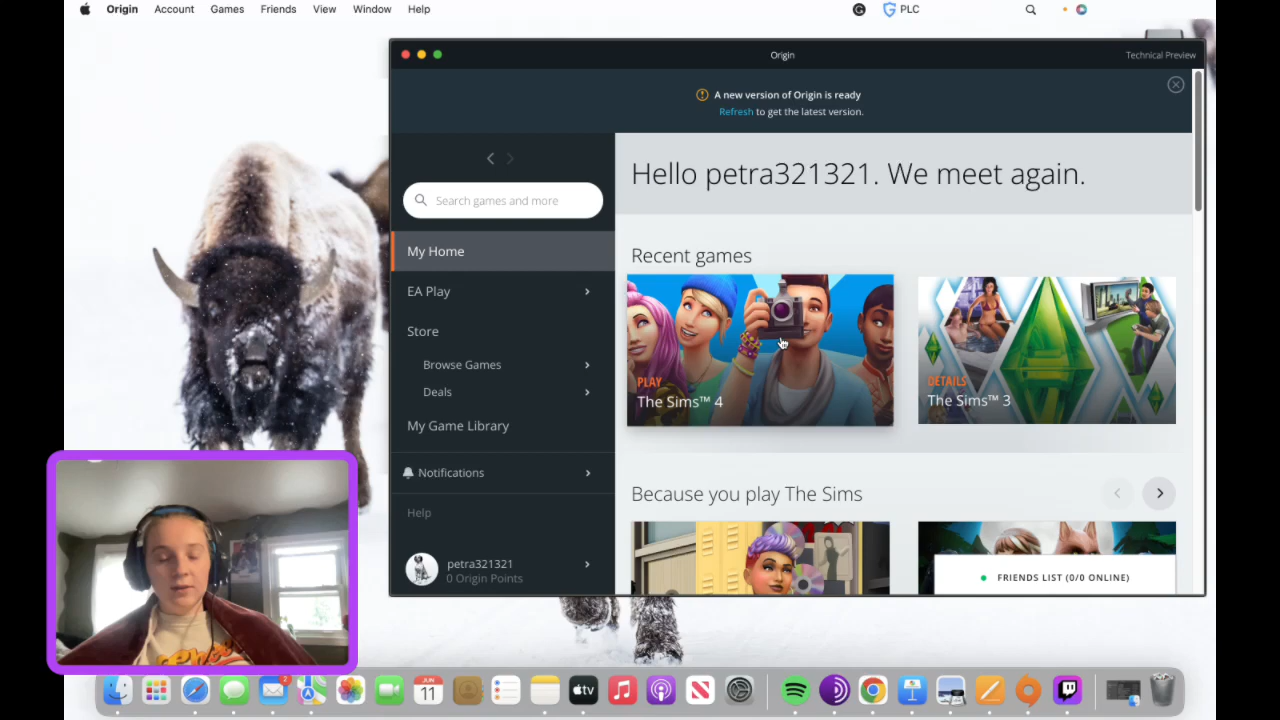 Origin Account Games Friends View Window Help PLC
Origin
Technical Preview
A new version of Origin is ready
Refresh to get the latest version.
Search games and more
My Home
EA Play
Store
Browse Games
Deals
My Game Library
Notifications
Help
petra321321
0 Origin Points
Hello petra321321. We meet again.
Recent games
PLAY
The Sims™ 4
DETAILS
The Sims™ 3
Because you play The Sims
FRIENDS LIST (0/0 ONLINE)
JUN
11
tv